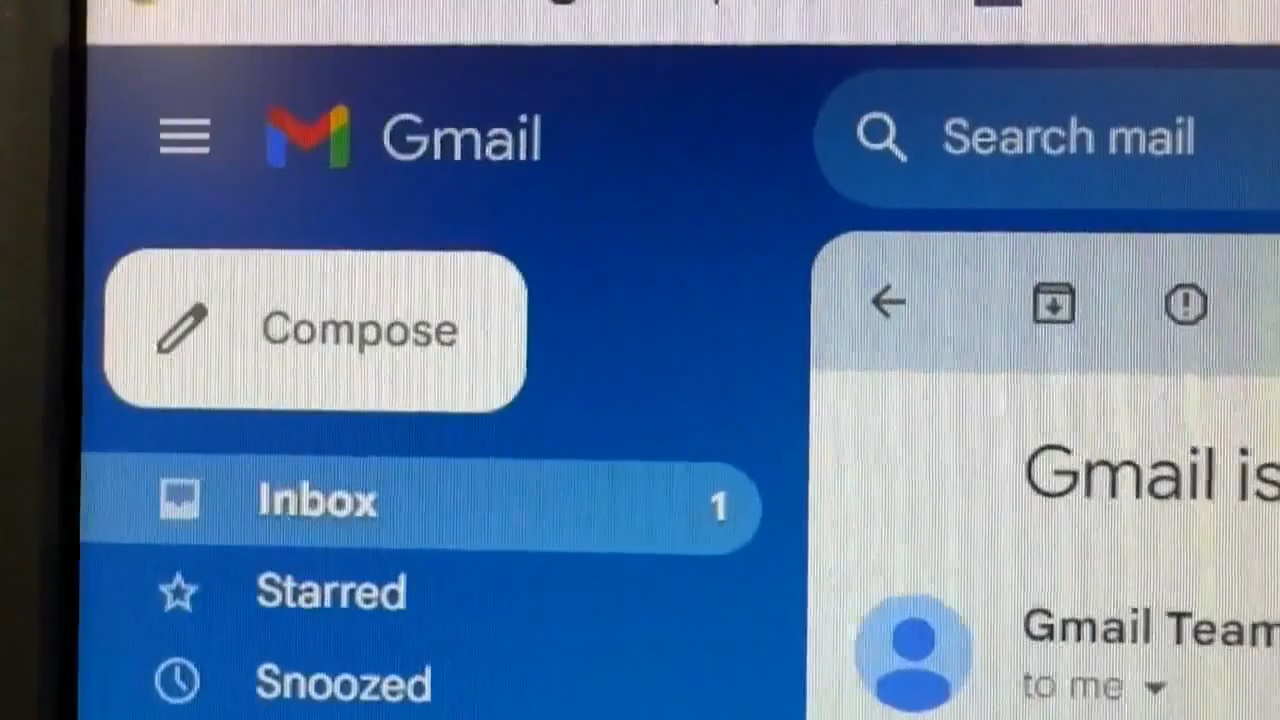 Gmail
Search mail
Compose
Gmail is
Inbox 1
Starred
Gmail Team
to me
Snoozed